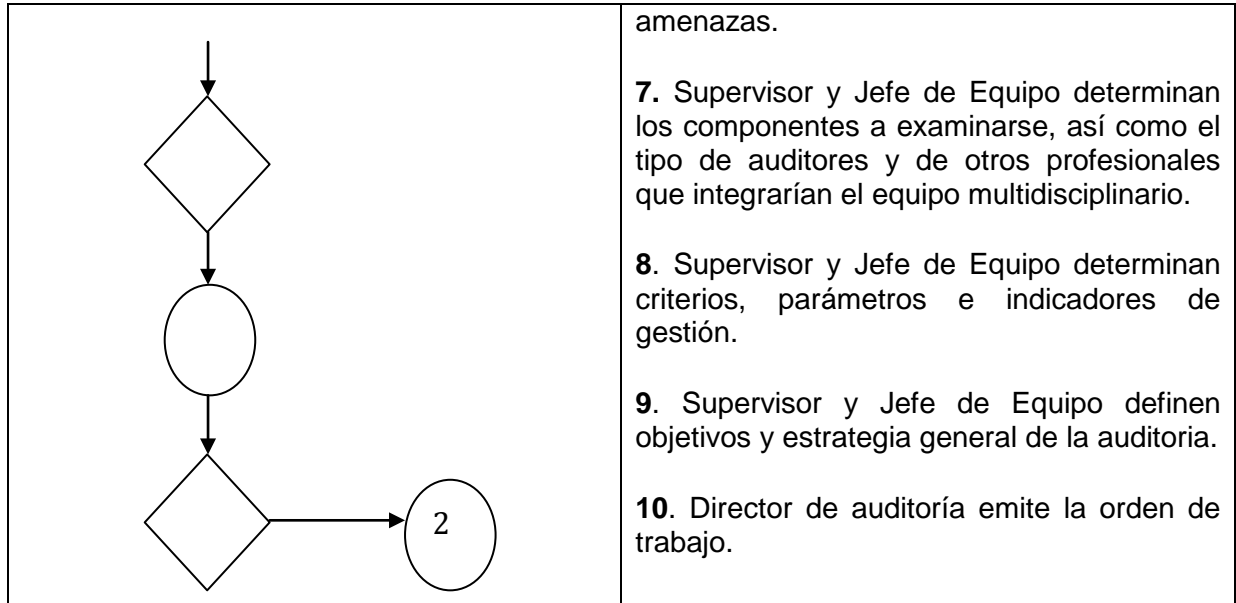 amenazas.
7. Supervisor y Jefe de Equipo determinan
los componentes a examinarse, así como el
tipo de auditores y de otros profesionales
que integrarían el equipo multidisciplinario.
8. Supervisor y Jefe de Equipo determinan
criterios, parámetros e indicadores de
gestión.
9. Supervisor y Jefe de Equipo definen
objetivos y estrategia general de la auditoria.
10. Director de auditoría emite la orden de
trabajo.
2